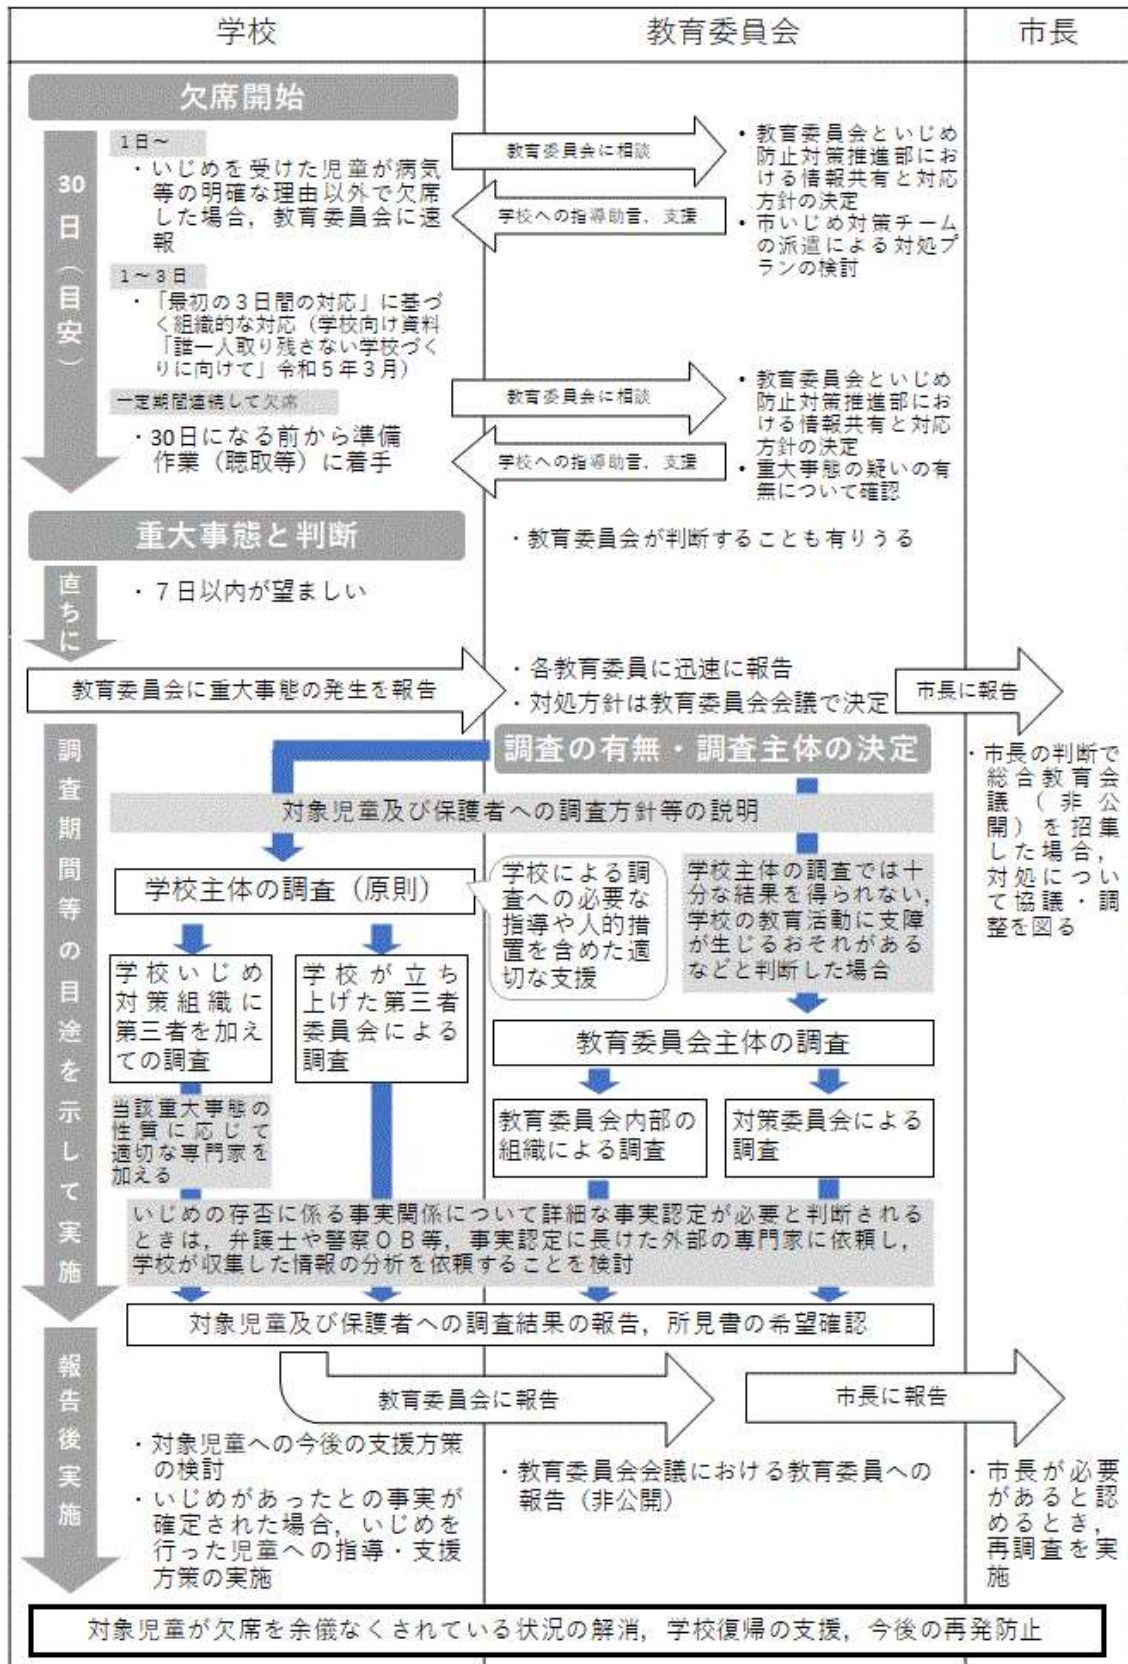 学校
教育委員会
市長
欠席開始
30日（目安）
1日～
・いじめを受けた児童が病気
等の明確な理由以外で欠席
した場合，教育委員会に速
報
教育委員会に相談
学校への指導助言、支援
・教育委員会といじめ
防止対策推進部にお
ける情報共有と対応
方針の決定
・市いじめ対策チーム
の派遣による対処プ
ランの検討
1～3日
・「最初の３日間の対応」に基づ
く組織的な対応（学校向け資料
「誰一人取り残さない学校づく
りに向けて」令和５年３月）
一定期間連続して欠席
・30日になる前から準備
作業（聴取等）に着手
教育委員会に相談
学校への指導助言、支援
・教育委員会といじめ
防止対策推進部にお
ける情報共有と対応
方針の決定
・重大事態の疑いの有
無について確認
重大事態と判断
・教育委員会が判断することも有りうる
直ちに
・７日以内が望ましい
教育委員会に重大事態の発生を報告
・各教育委員に迅速に報告
・対処方針は教育委員会会議で決定
市長に報告
・市長の判断で
総合教育会
議（非公
開）を招集
した場合，
対処につい
て協議・調
整を図る
調査期間等の目途を示して実施
調査の有無・調査主体の決定
対象児童及び保護者への調査方針等の説明
学校主体の調査（原則）
学校による調
査への必要な
指導や人的措
置を含めた適
切な支援
学校主体の調査では十
分な結果を得られない，
学校の教育活動に支障
が生じるおそれがある
などと判断した場合
学校いじめ
対策組織に
第三者を加え
ての調査
学校が立ち
上げた第三者
委員会による
調査
教育委員会主体の調査
当該重大事態の
性質に応じて
適切な専門家を
加える
教育委員会内部の
組織による調査
対策委員会による
調査
いじめの存否に係る事実関係について詳細な事実認定が必要と判断される
ときは，弁護士や警察ＯＢ等，事実認定に長けた外部の専門家に依頼し，
学校が収集した情報の分析を依頼することを検討
対象児童及び保護者への調査結果の報告，所見書の希望確認
報告後実施
教育委員会に報告
市長に報告
・対象児童への今後の支援方策
の検討
・いじめがあったとの事実が
確定された場合，いじめを
行った児童への指導・支援
方策の実施
・教育委員会会議における教育委員への
報告（非公開）
・市長が必要
があると認
めるとき，
再調査を実
施
対象児童が欠席を余儀なくされている状況の解消，学校復帰の支援，今後の再発防止